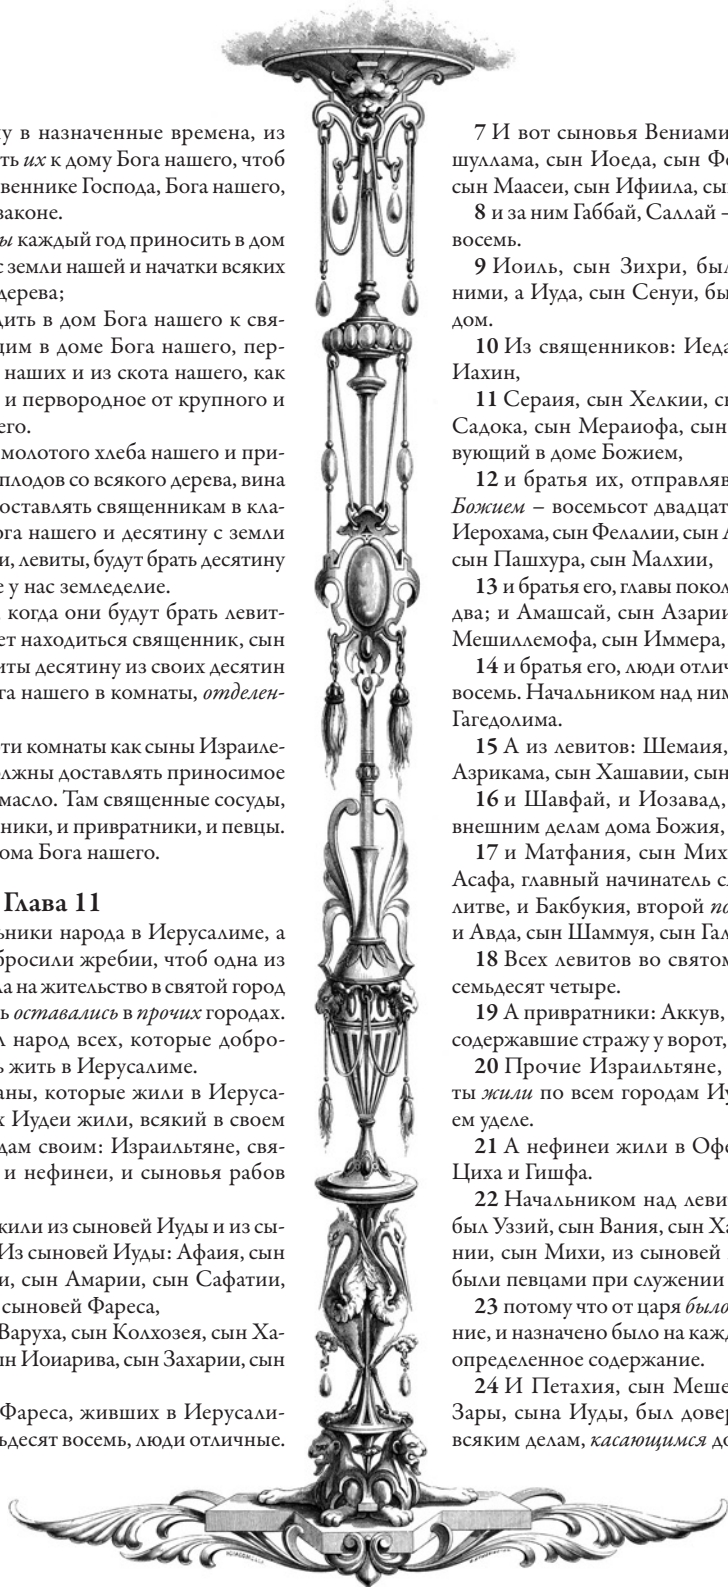 у в назначенные времена, из
ть их к дому Бога нашего, чтоб
веннике Господа, Бога нашего,
законе.
ы каждый год приносить в дом
с земли нашей и начатки всяких
дерева;
дить в дом Бога нашего к свя-
щим в доме Бога нашего, пер-
наших и из скота нашего, как
и первородное от крупного и
его.
молотого хлеба нашего и при-
плодов со всякого дерева, вина
оставлять священникам в кла-
ога нашего и десятину с земли
и, левиты, будут брать десятину
е у нас земледелие.
когда они будут брать левит-
ет находиться священник, сын
иты десятину из своих десятин
га нашего в комнаты, отделен-
ти комнаты как сыны Израиле-
олжны доставлять приносимое
масло. Там священные сосуды,
ники, и привратники, и певцы.
ома Бога нашего.
Глава 11
ьники народа в Иерусалиме, а
бросили жребии, чтоб одна из
ла на жительство в святой город
ь оставались в прочих городах.
л народ всех, которые добро-
ь жить в Иерусалиме.
аны, которые жили в Иеруса-
х Иудеи жили, всякий в своем
дам своим: Израильтяне, свя-
и нефинеи, и сыновья рабов
жили из сыновей Иуды и из сы-
Из сыновей Иуды: Афаия, сын
и, сын Амарии, сын Сафатии,
сыновей Фареса,
Варуха, сын Колхозея, сын Ха-
ын Иоиарива, сын Захарии, сын
Фареса, живших в Иерусали-
ьдесят восемь, люди отличные.
7 И вот сыновья Вениами
шуллама, сын Иоеда, сын Фе
сын Маасеи, сын Ифиила, сы
8 и за ним Габбай, Саллай –
восемь.
9 Иоиль, сын Зихри, был
ними, а Иуда, сын Сенуи, бы
дом.
10 Из священников: Иеда
Иахин,
11 Сераия, сын Хелкии, сы
Садока, сын Мераиофа, сын
вующий в доме Божием,
12 и братья их, отправляв
Божием – восемьсот двадцат
Иерохама, сын Фелалии, сын А
сын Пашхура, сын Малхии,
13 и братья его, главы покол
два; и Амашсай, сын Азарии
Мешиллемофа, сын Иммера,
14 и братья его, люди отлич
восемь. Начальником над ним
Гагедолима.
15 А из левитов: Шемаия,
Азрикама, сын Хашавии, сын
16 и Шавфай, и Иозавад,
внешним делам дома Божия,
17 и Матфания, сын Мих
Асафа, главный начинатель сл
литве, и Бакбукия, второй по
и Авда, сын Шаммуя, сын Гал
18 Всех левитов во святом
семьдесят четыре.
19 А привратники: Аккув,
содержавшие стражу у ворот,
20 Прочие Израильтяне,
ты жили по всем городам Иу
ем уделе.
21 А нефинеи жили в Офе
Циха и Гишфа.
22 Начальником над леви
был Уззий, сын Вания, сын Ха
нии, сын Михи, из сыновей
были певцами при служении
23 потому что от царя было
ние, и назначено было на кажд
определенное содержание.
24 И Петахия, сын Меше
Зары, сына Иуды, был довер
всяким делам, касающимся до